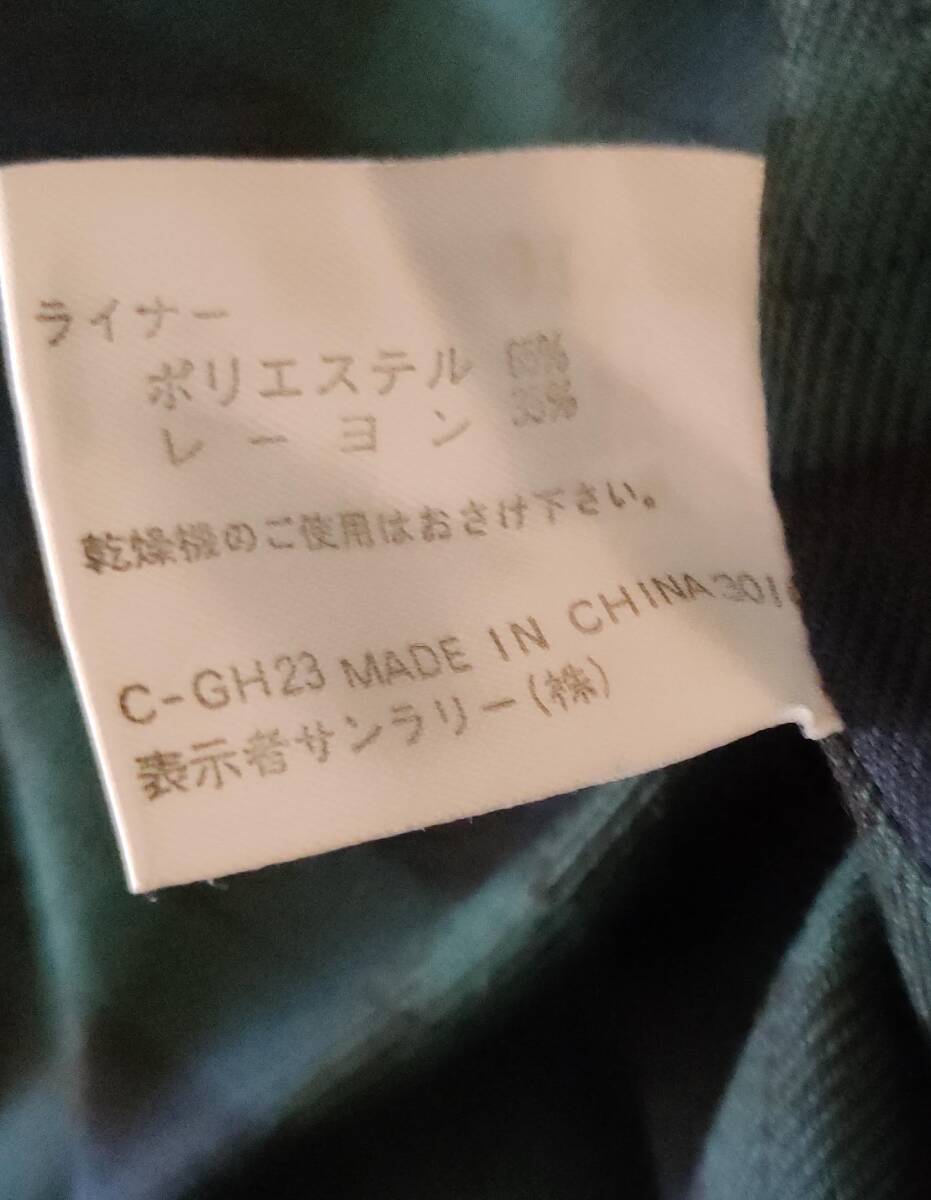 ライナー
ポリエステル
レーヨン
乾燥機のご使用はおさけ下さい。
C-GH23 MADE IN CHINA
表示者サンラリー(株)